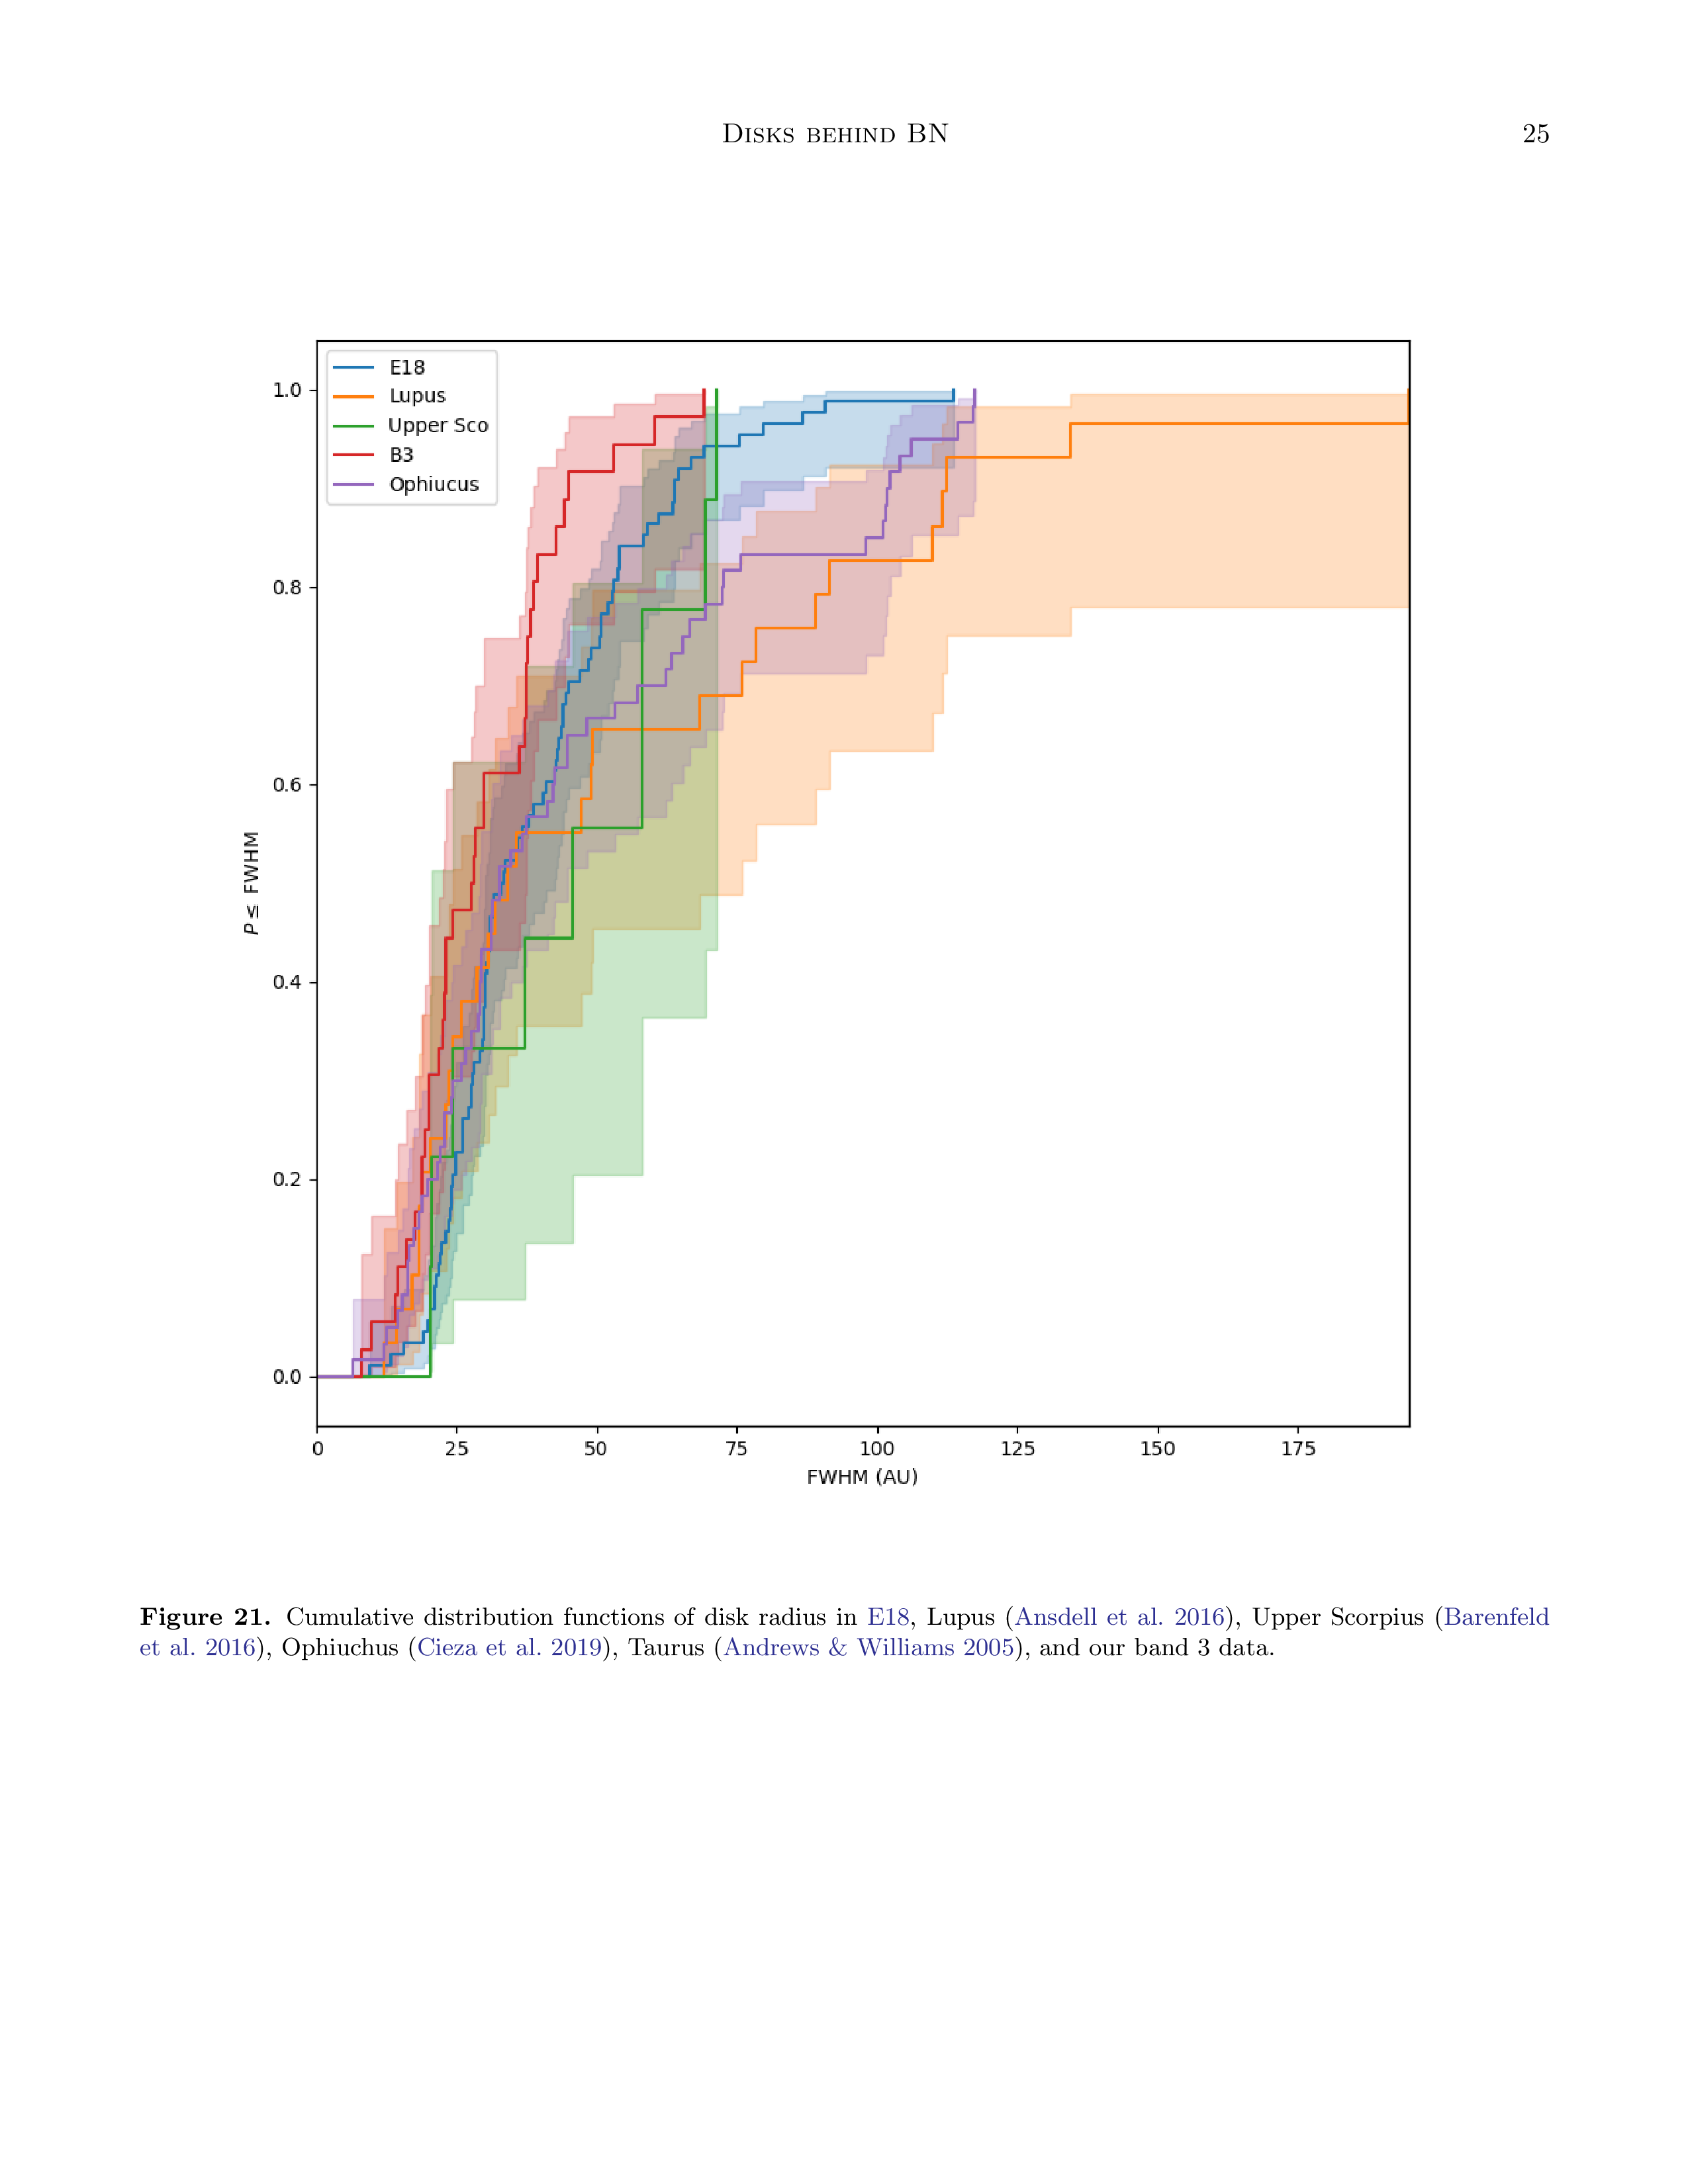 Disks behind BN 25
E18
Lupus
Upper Sco
B3
Ophiucus
1.0
0.8
0.6
0.4
0.2
0.0
P ≤ FWHM
0 25 50 75 100 125 150 175
FWHM (AU)
Figure 21. Cumulative distribution functions of disk radius in E18, Lupus (Ansdell et al. 2016), Upper Scorpius (Barenfeld
et al. 2016), Ophiuchus (Cieza et al. 2019), Taurus (Andrews & Williams 2005), and our band 3 data.